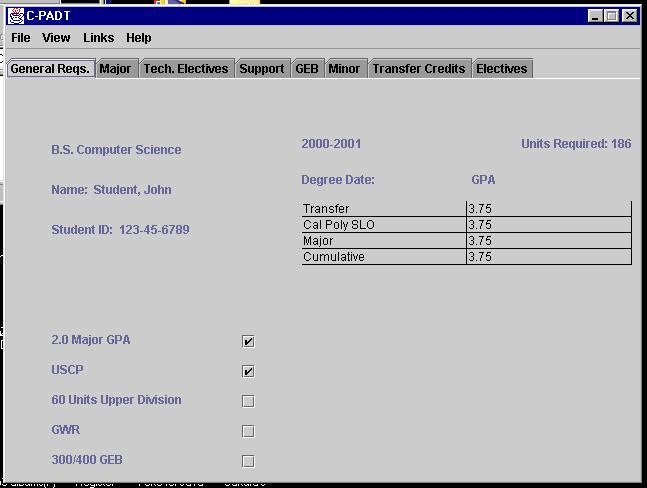 C-PADT
File View Links Help
General Reqs. Major Tech. Electives Support GEB Minor Transfer Credits Electives
B.S. Computer Science 2000-2001 Units Required: 186
Name: Student, John Degree Date: GPA
Transfer 3.75
Student ID: 123-45-6789 Cal Poly SLO 3.75
Major 3.75
Cumulative 3.75
2.0 Major GPA
USCP
60 Units Upper Division
GWR
300/400 GEB